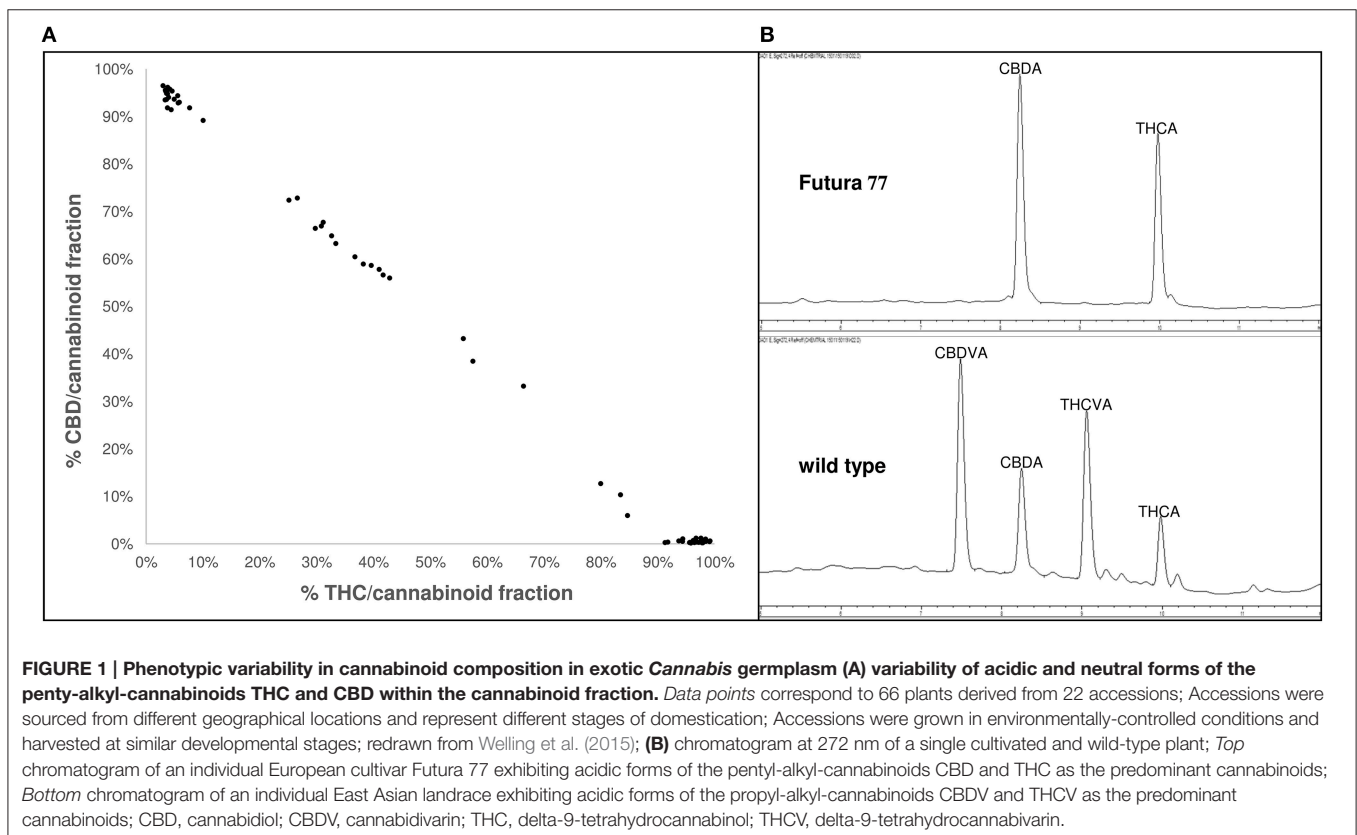 A
B
100%
90%
80%
70%
60%
50%
40%
30%
20%
10%
0%
% CBD/cannabinoid fraction
0% 10% 20% 30% 40% 50% 60% 70% 80% 90% 100%
% THC/cannabinoid fraction
CBDA
THCA
Futura 77
CBDVA
THCVA
CBDA
wild type
THCA
FIGURE 1 | Phenotypic variability in cannabinoid composition in exotic Cannabis germplasm (A) variability of acidic and neutral forms of the
penty-alkyl-cannabinoids THC and CBD within the cannabinoid fraction. Data points correspond to 66 plants derived from 22 accessions; Accessions were
sourced from different geographical locations and represent different stages of domestication; Accessions were grown in environmentally-controlled conditions and
harvested at similar developmental stages; redrawn from Welling et al. (2015); (B) chromatogram at 272 nm of a single cultivated and wild-type plant; Top
chromatogram of an individual European cultivar Futura 77 exhibiting acidic forms of the pentyl-alkyl-cannabinoids CBD and THC as the predominant cannabinoids;
Bottom chromatogram of an individual East Asian landrace exhibiting acidic forms of the propyl-alkyl-cannabinoids CBDV and THCV as the predominant
cannabinoids; CBD, cannabidiol; CBDV, cannabidivarin; THC, delta-9-tetrahydrocannabinol; THCV, delta-9-tetrahydrocannabivarin.